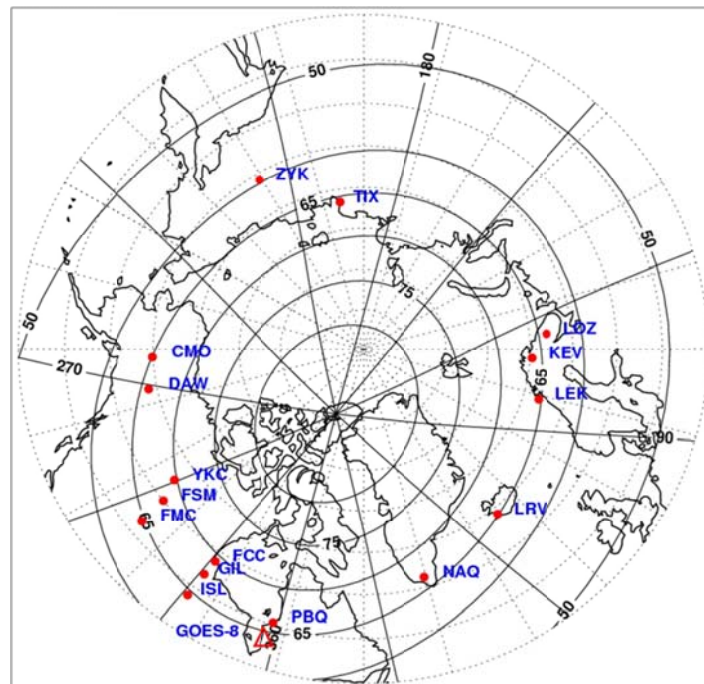 180
50
ZYK
65
TIX
50
75
50
LOZ
CMO
KEV
270
DAW
65
LEK
90
YKC
FSM
FMC
65
LRV
75
FCC
GIL
NAQ
ISL
50
PBQ
GOES-8
65
360